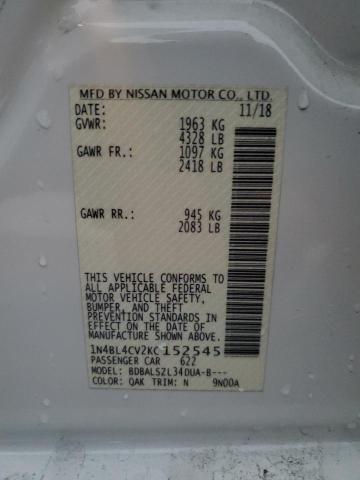 MFD BY NISSAN MOTOR CO., LTD.
DATE: 11/18
GVWR: 1963 KG
4328 LB
GAWR FR.: 1097 KG
2418 LB
GAWR RR.: 945 KG
2083 LB
THIS VEHICLE CONFORMS TO
ALL APPLICABLE FEDERAL
MOTOR VEHICLE SAFETY,
BUMPER, AND THEFT
PREVENTION STANDARDS IN
EFFECT ON THE DATE OF
MANUFACTURE SHOWN ABOVE.
1N4BL4CV2KC152545
PASSENGER CAR 622
MODEL: BDBALSZL34DUA-B---
COLOR: QAK TRIM: N 9N00A